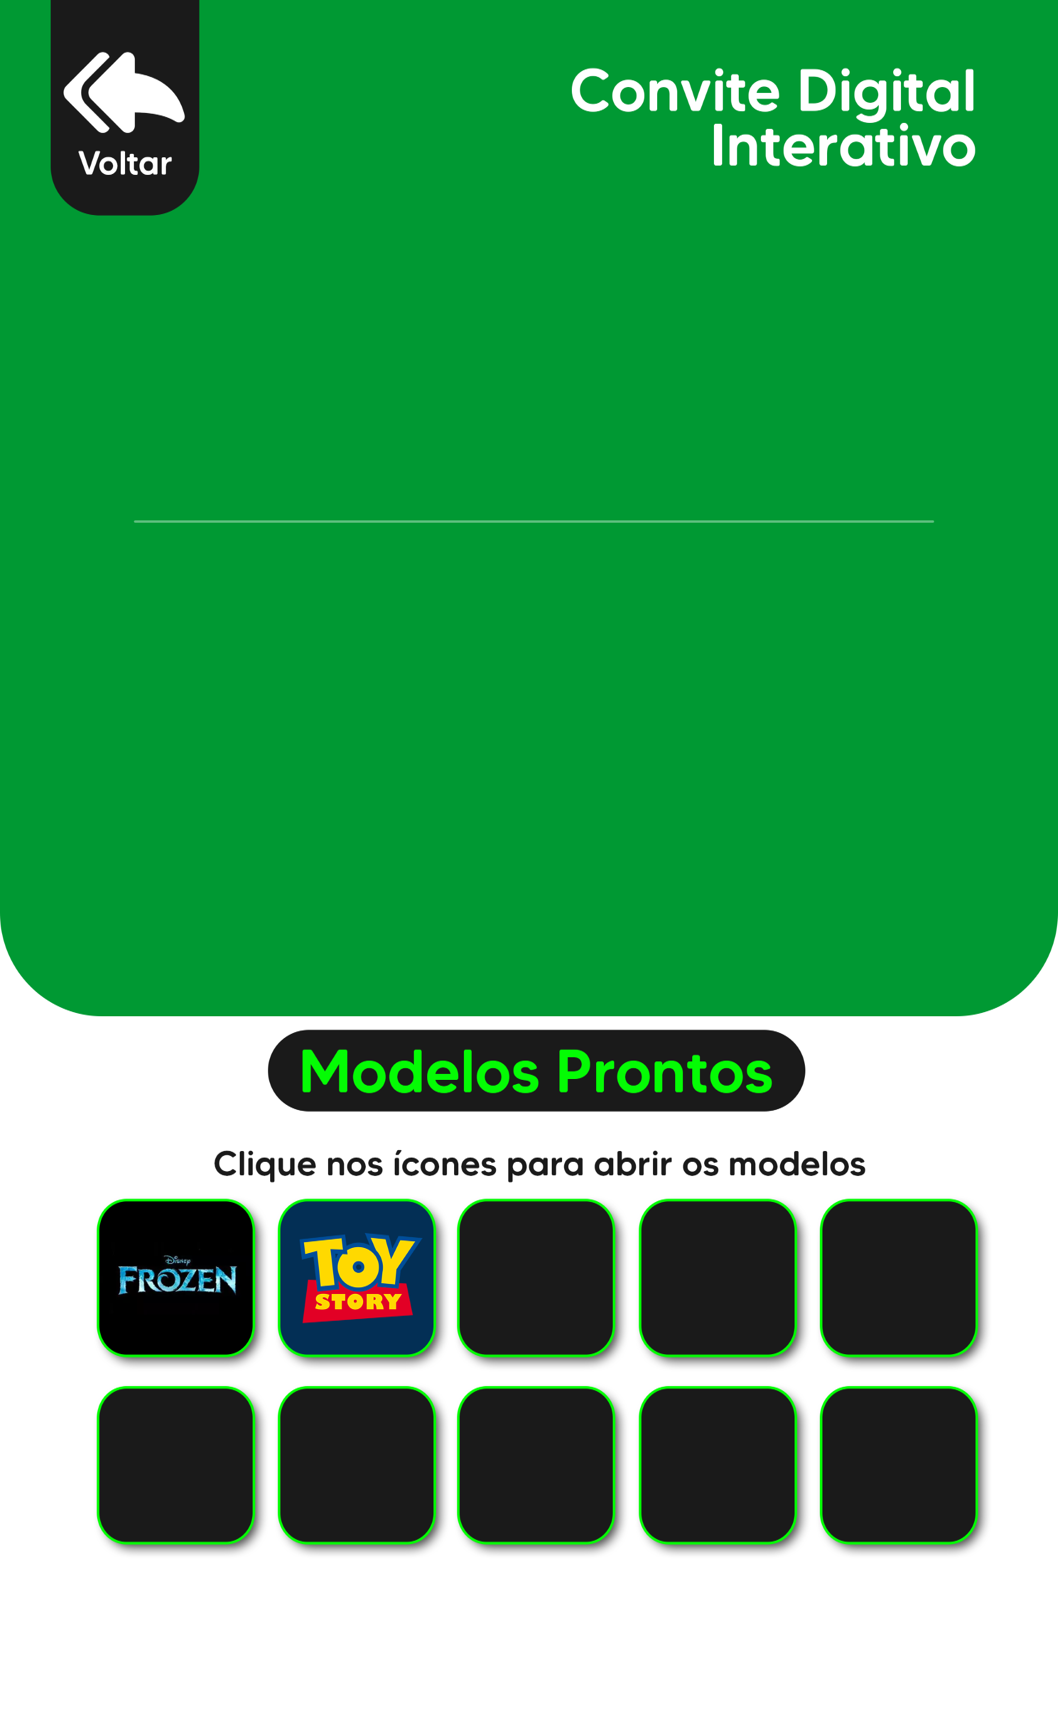 Voltar
Convite Digital
Interativo
Modelos Prontos
Clique nos ícones para abrir os modelos
Disney
FROZEN
TOY
STORY